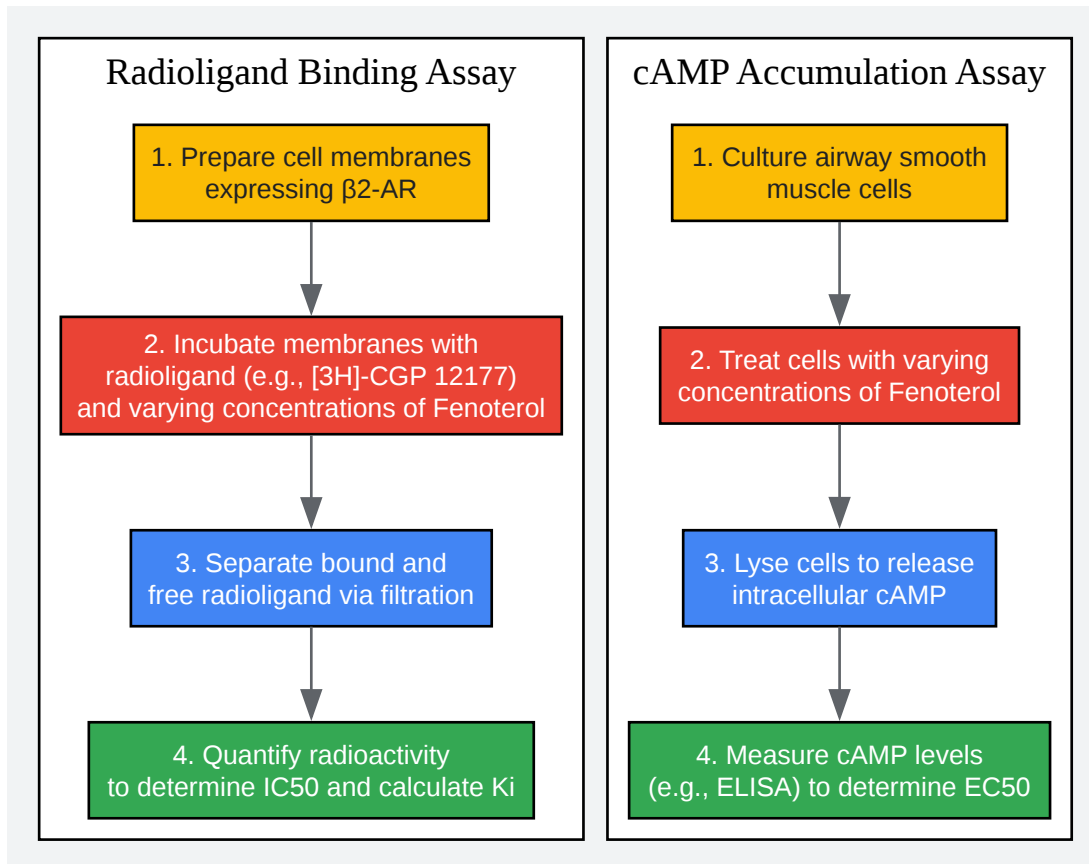 Radioligand Binding Assay
1. Prepare cell membranes
expressing β2-AR
2. Incubate membranes with
radioligand (e.g., [3H]-CGP 12177)
and varying concentrations of Fenoterol
3. Separate bound and
free radioligand via filtration
4. Quantify radioactivity
to determine IC50 and calculate Ki
cAMP Accumulation Assay
1. Culture airway smooth
muscle cells
2. Treat cells with varying
concentrations of Fenoterol
3. Lyse cells to release
intracellular cAMP
4. Measure cAMP levels
(e.g., ELISA) to determine EC50